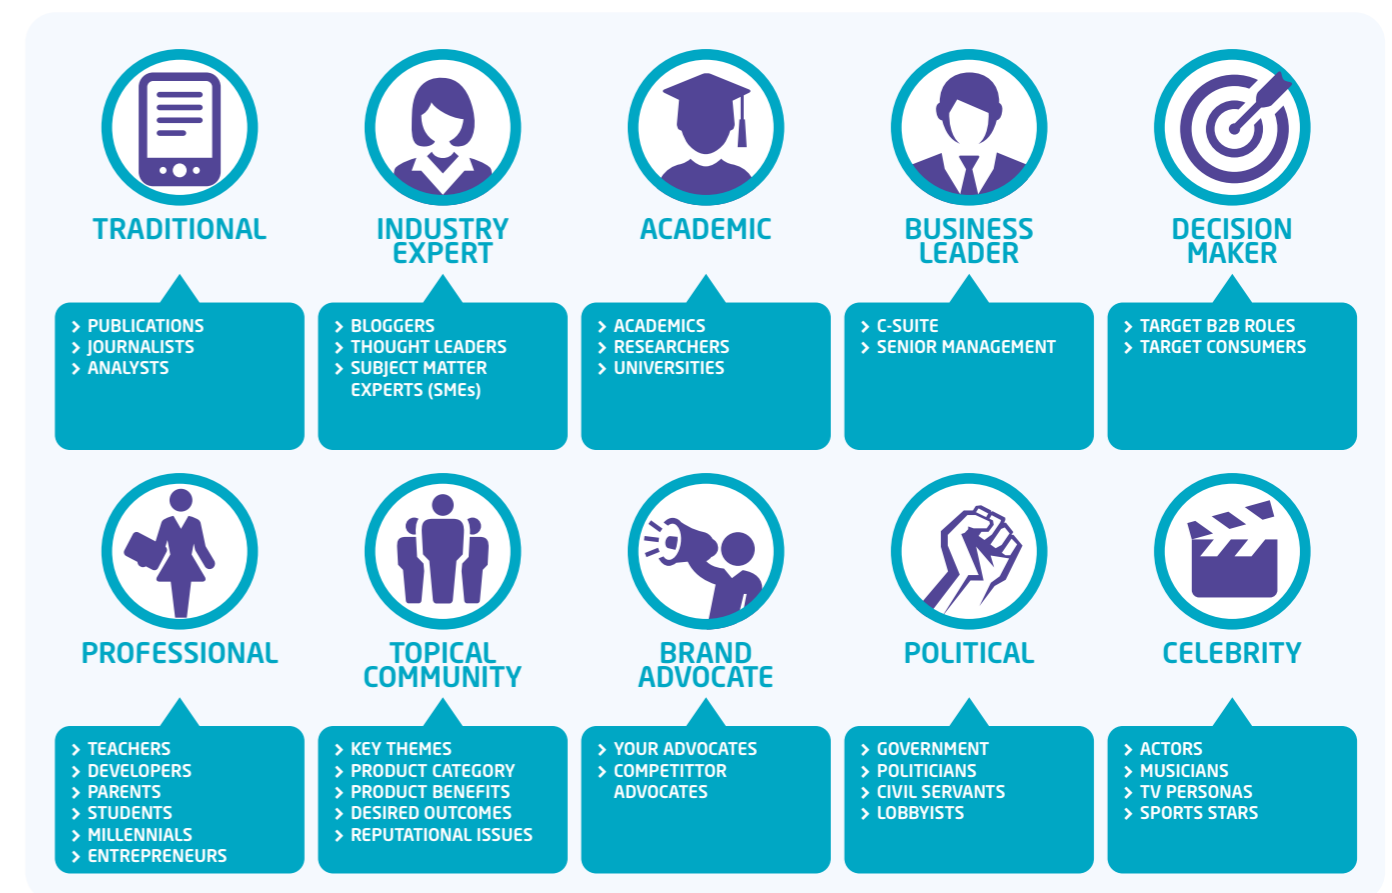 TRADITIONAL
> PUBLICATIONS
> JOURNALISTS
> ANALYSTS
INDUSTRY
EXPERT
> BLOGGERS
> THOUGHT LEADERS
> SUBJECT MATTER
EXPERTS (SMEs)
ACADEMIC
> ACADEMICS
> RESEARCHERS
> UNIVERSITIES
BUSINESS
LEADER
> C-SUITE
> SENIOR MANAGEMENT
DECISION
MAKER
> TARGET B2B ROLES
> TARGET CONSUMERS
PROFESSIONAL
> TEACHERS
> DEVELOPERS
> PARENTS
> STUDENTS
> MILLENNIALS
> ENTREPRENEURS
TOPICAL
COMMUNITY
> KEY THEMES
> PRODUCT CATEGORY
> PRODUCT BENEFITS
> DESIRED OUTCOMES
> REPUTATIONAL ISSUES
BRAND
ADVOCATE
> YOUR ADVOCATES
> COMPETITTOR
ADVOCATES
POLITICAL
> GOVERNMENT
> POLITICIANS
> CIVIL SERVANTS
> LOBBYISTS
CELEBRITY
> ACTORS
> MUSICIANS
> TV PERSONAS
> SPORTS STARS